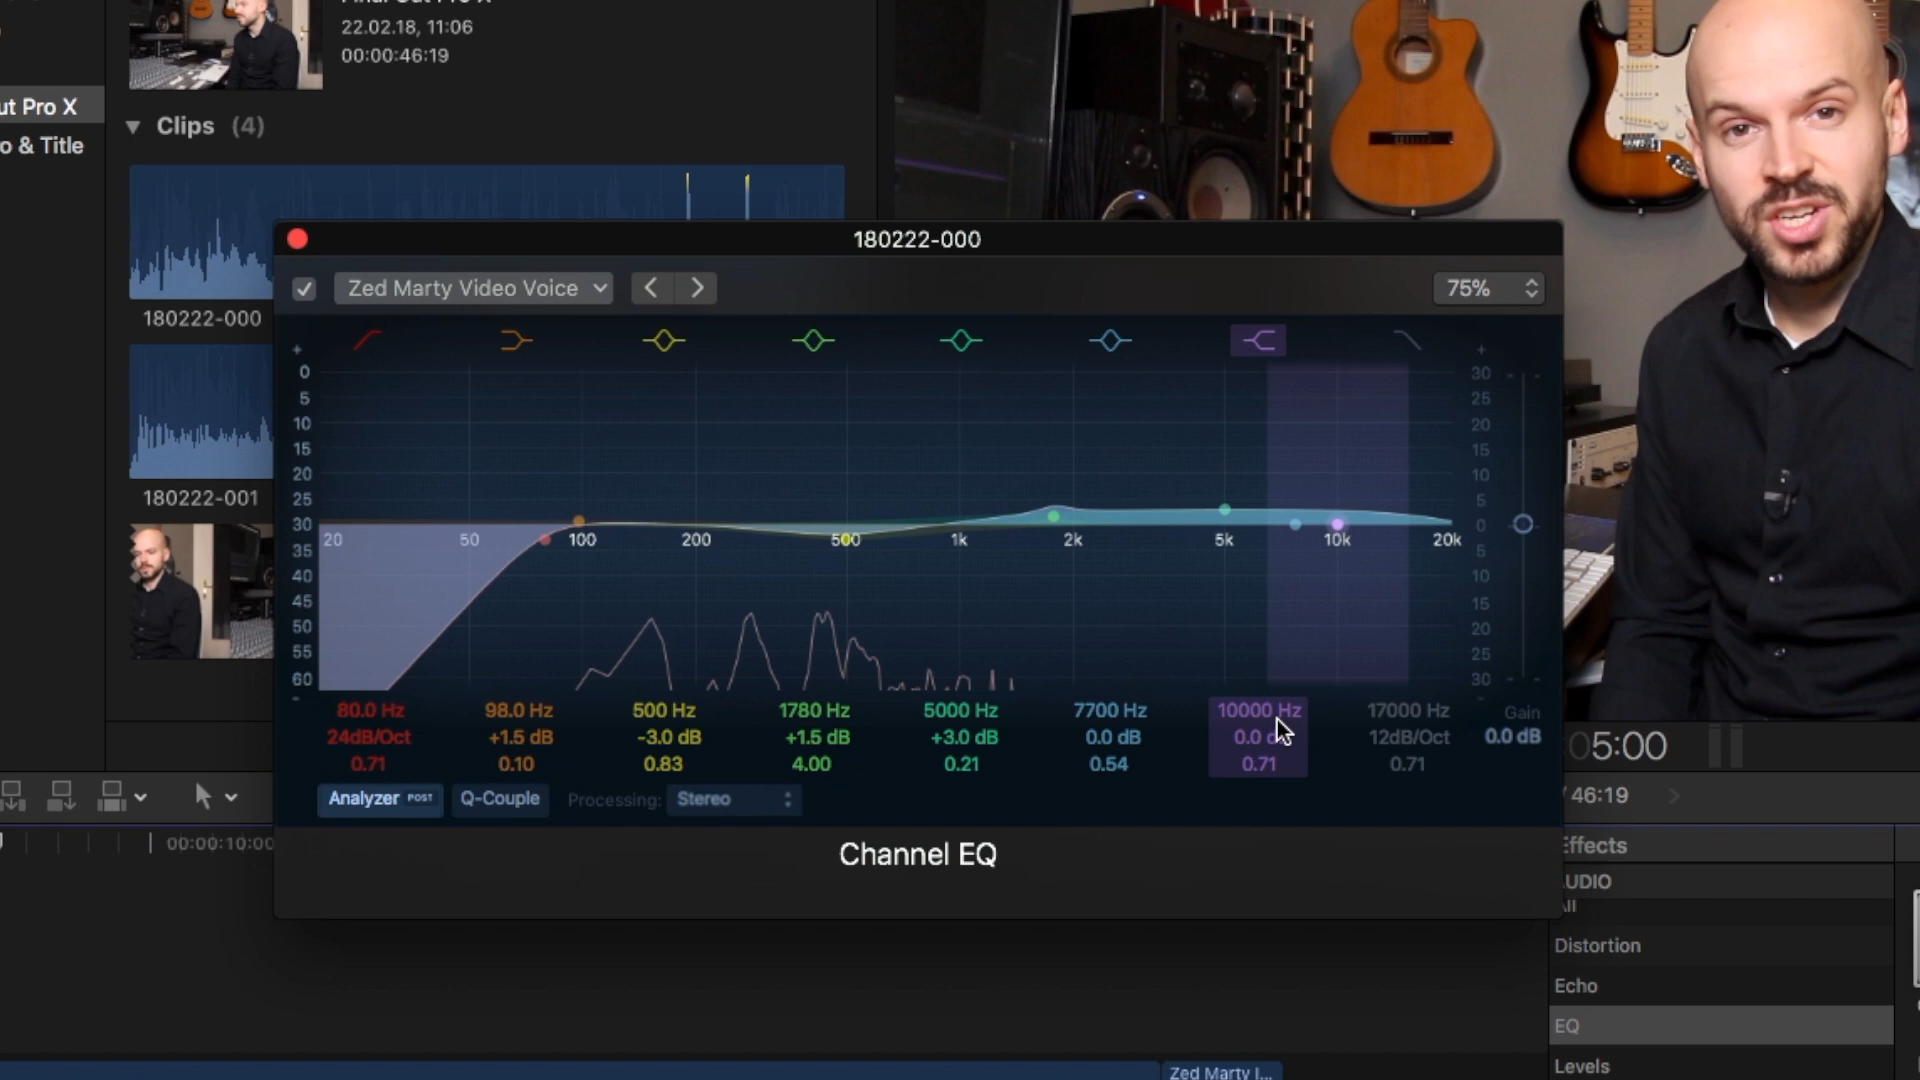 22.02.18, 11:06
00:00:46:19
ut Pro X
Clips (4)
o & Title
180222-000
180222-001
180222-000
Zed Marty Video Voice
75%
+
0
5
10
15
20
25
30
35
40
45
50
55
60
-
20 50 100 200 500 1k 2k 5k 10k 20k
+
30
25
20
15
10
5
0
5
10
15
20
25
30
-
80.0 Hz 98.0 Hz 500 Hz 1780 Hz 5000 Hz 7700 Hz 10000 Hz 17000 Hz Gain
24dB/Oct +1.5 dB -3.0 dB +1.5 dB +3.0 dB 0.0 dB 0.0 d 12dB/Oct 0.0 dB
0.71 0.10 0.83 4.00 0.21 0.54 0.71 0.71
Analyzer POST Q-Couple Processing: Stereo
Channel EQ
05:00
/ 46:19
00:00:10:00
Effects
UDIO
All
Distortion
Echo
EQ
Levels
Zed Marty I...